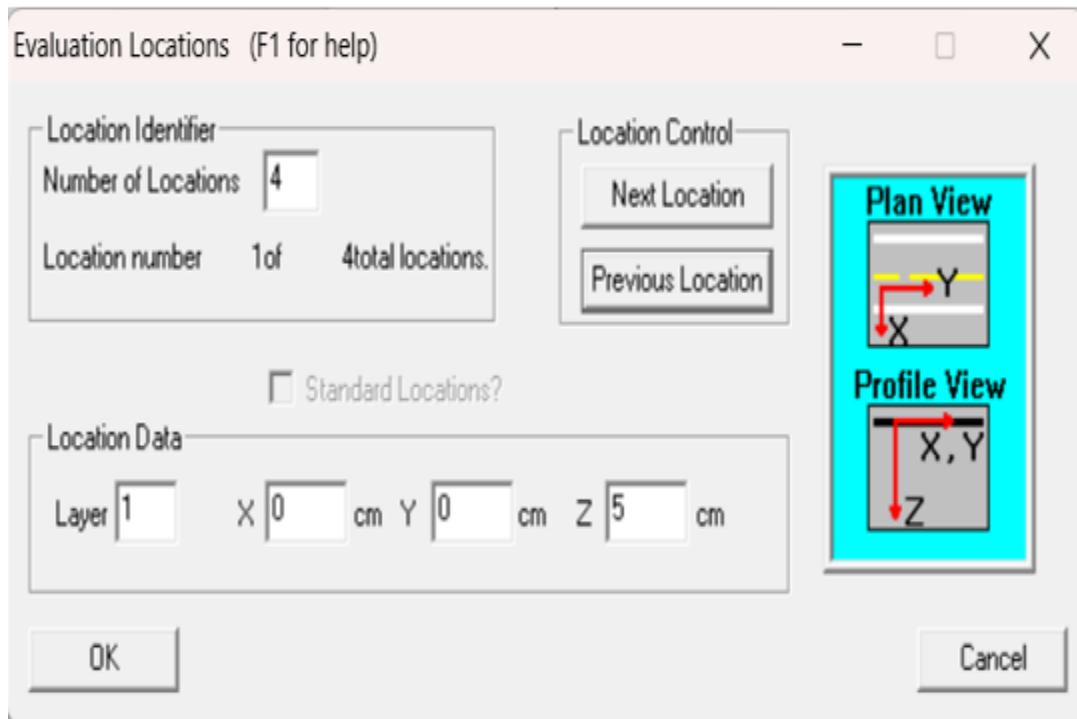 Evaluation Locations (F1 for help)
Location Identifier
Number of Locations 4
Location number 1of 4total locations.
Location Control
Next Location
Previous Location
Standard Locations?
Location Data
Layer 1 X 0 cm Y 0 cm Z 5 cm
Plan View
Y
X
Profile View
X, Y
Z
OK
Cancel